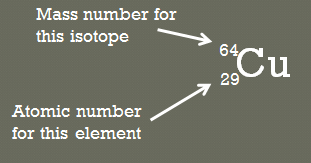 Mass number for
this isotope
64
Cu
29
Atomic number
for this element